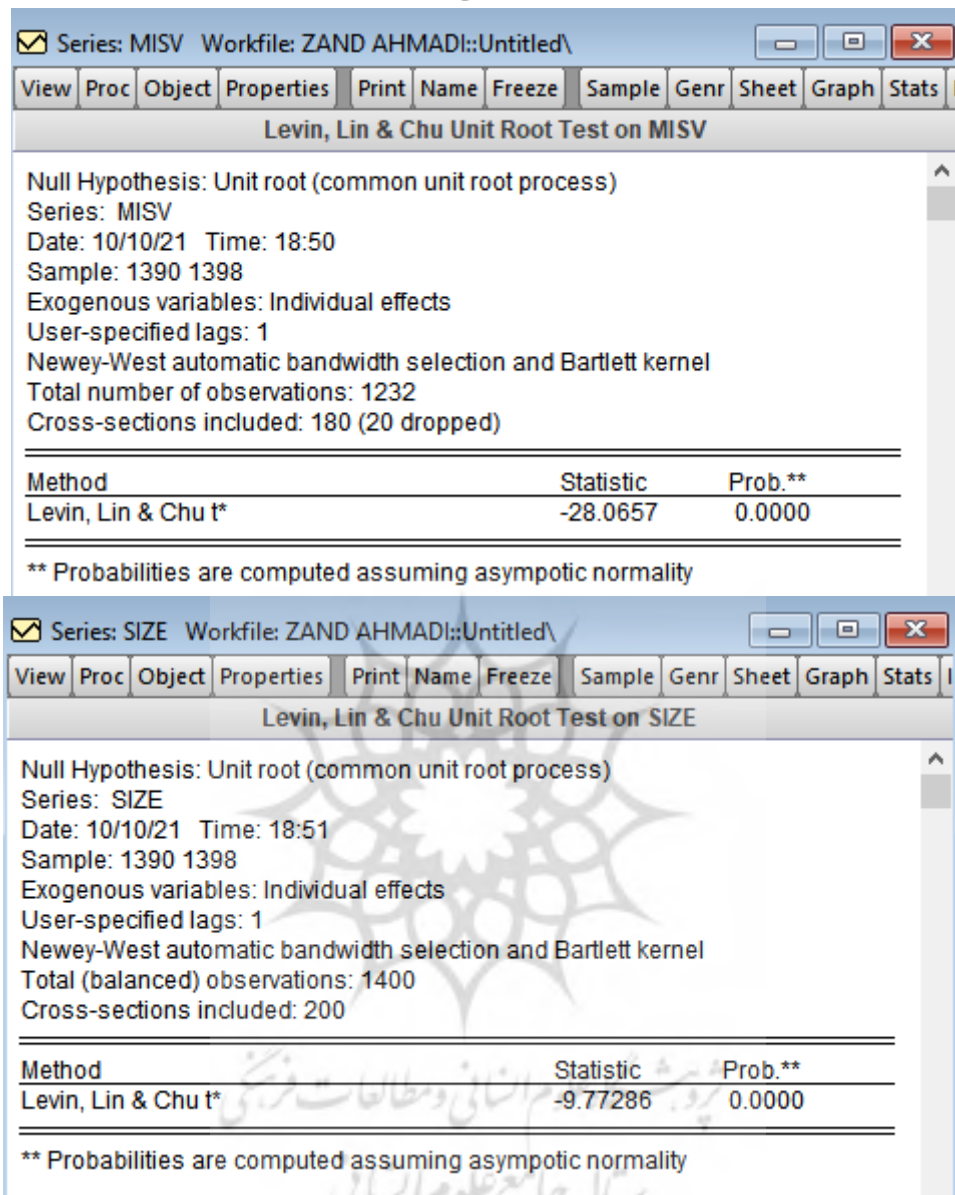 Series: MISV Workfile: ZAND AHMADI::Untitled\
View Proc Object Properties Print Name Freeze Sample Genr Sheet Graph Stats
Levin, Lin & Chu Unit Root Test on MISV
Null Hypothesis: Unit root (common unit root process)
Series: MISV
Date: 10/10/21 Time: 18:50
Sample: 1390 1398
Exogenous variables: Individual effects
User-specified lags: 1
Newey-West automatic bandwidth selection and Bartlett kernel
Total number of observations: 1232
Cross-sections included: 180 (20 dropped)
Method Statistic Prob.**
Levin, Lin & Chu t* -28.0657 0.0000
** Probabilities are computed assuming asympotic normality
Series: SIZE Workfile: ZAND AHMADI::Untitled\
View Proc Object Properties Print Name Freeze Sample Genr Sheet Graph Stats
Levin, Lin & Chu Unit Root Test on SIZE
Null Hypothesis: Unit root (common unit root process)
Series: SIZE
Date: 10/10/21 Time: 18:51
Sample: 1390 1398
Exogenous variables: Individual effects
User-specified lags: 1
Newey-West automatic bandwidth selection and Bartlett kernel
Total (balanced) observations: 1400
Cross-sections included: 200
Method Statistic Prob.**
Levin, Lin & Chu t* -9.77286 0.0000
پژوهشگاه علوم انسانی ومطالعات فرهنگی
** Probabilities are computed assuming asympotic normality
پرتال جامع علوم انسانی